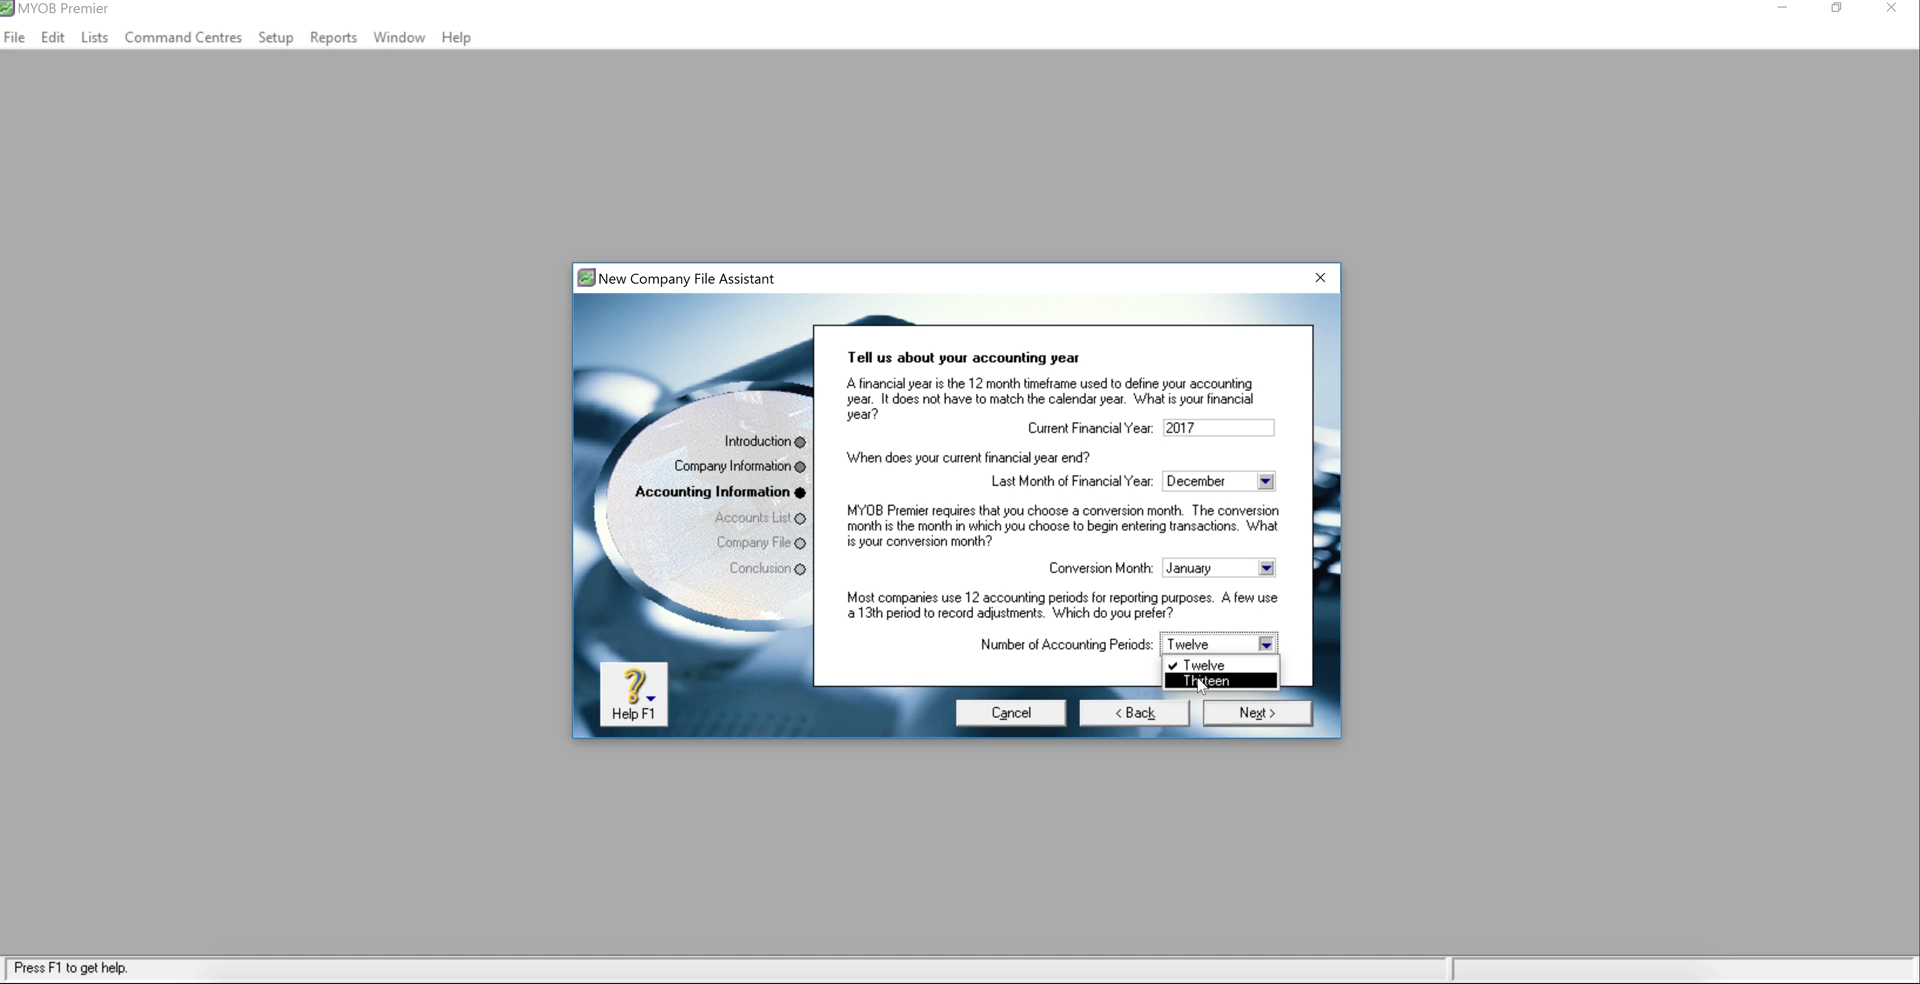 MYOB Premier
File Edit Lists Command Centres Setup Reports Window Help
New Company File Assistant
Introduction
Company Information
Accounting Information
Accounts List
Company File
Conclusion
Help F1
Tell us about your accounting year
A financial year is the 12 month timeframe used to define your accounting
year. It does not have to match the calendar year. What is your financial
year?
Current Financial Year: 2017
When does your current financial year end?
Last Month of Financial Year: December
MYOB Premier requires that you choose a conversion month. The conversion
month is the month in which you choose to begin entering transactions. What
is your conversion month?
Conversion Month: January
Most companies use 12 accounting periods for reporting purposes. A few use
a 13th period to record adjustments. Which do you prefer?
Number of Accounting Periods: Twelve
Twelve
Thirteen
Cancel < Back Next >
Press F1 to get help.